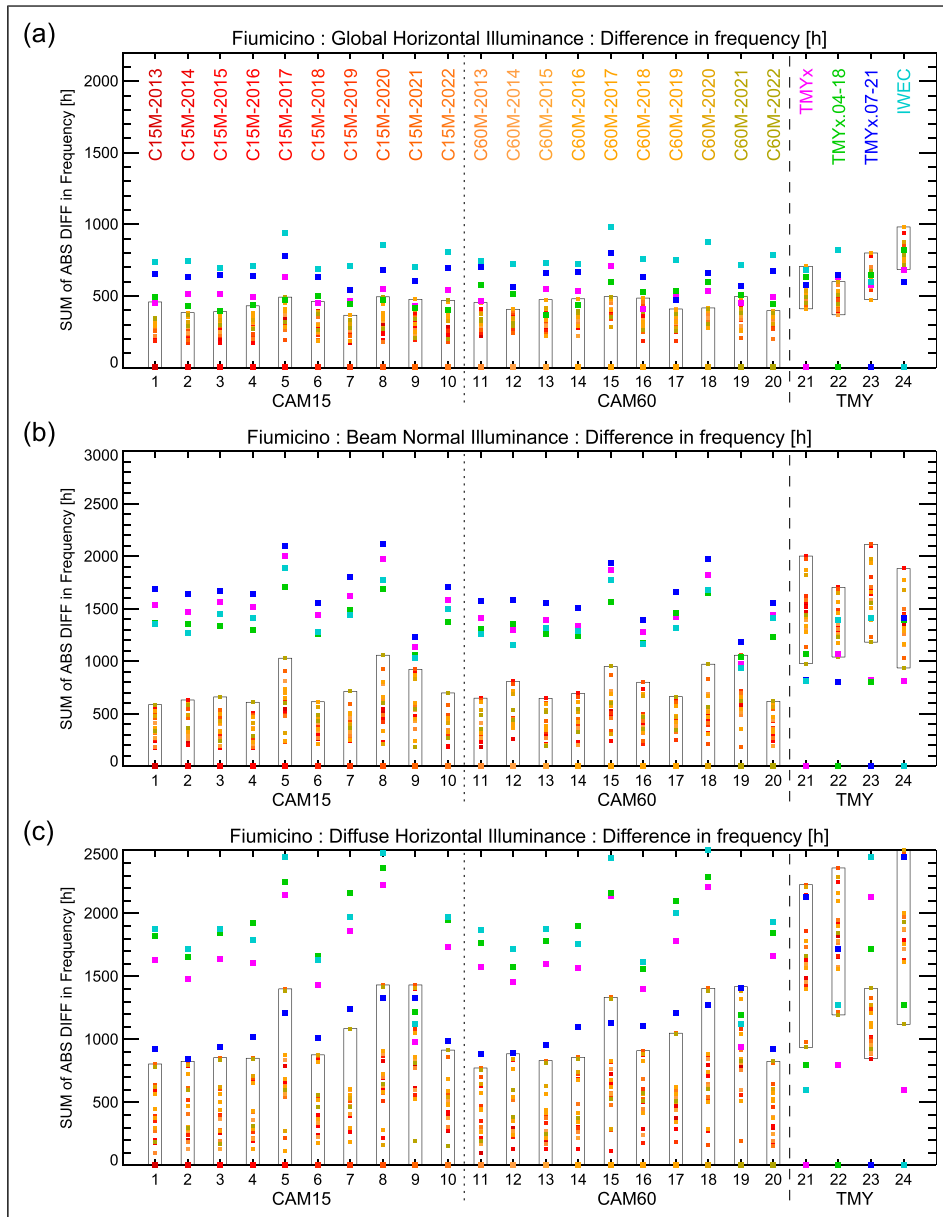 (a)
Fiumicino : Global Horizontal Illuminance : Difference in frequency [h]
SUM of ABS DIFF in Frequency [h]
2000
1500
1000
500
0
C15M-2013
C15M-2014
C15M-2015
C15M-2016
C15M-2017
C15M-2018
C15M-2019
C15M-2020
C15M-2021
C15M-2022
C60M-2013
C60M-2014
C60M-2015
C60M-2016
C60M-2017
C60M-2018
C60M-2019
C60M-2020
C60M-2021
C60M-2022
TMYx
TMYx.04-18
TMYx.07-21
IWEC
1 2 3 4 5 6 7 8 9 10 11 12 13 14 15 16 17 18 19 20 21 22 23 24
CAM15 CAM60 TMY
(b)
Fiumicino : Beam Normal Illuminance : Difference in frequency [h]
SUM of ABS DIFF in Frequency [h]
3000
2500
2000
1500
1000
500
0
1 2 3 4 5 6 7 8 9 10 11 12 13 14 15 16 17 18 19 20 21 22 23 24
CAM15 CAM60 TMY
(c)
Fiumicino : Diffuse Horizontal Illuminance : Difference in frequency [h]
SUM of ABS DIFF in Frequency [h]
2500
2000
1500
1000
500
0
1 2 3 4 5 6 7 8 9 10 11 12 13 14 15 16 17 18 19 20 21 22 23 24
CAM15 CAM60 TMY